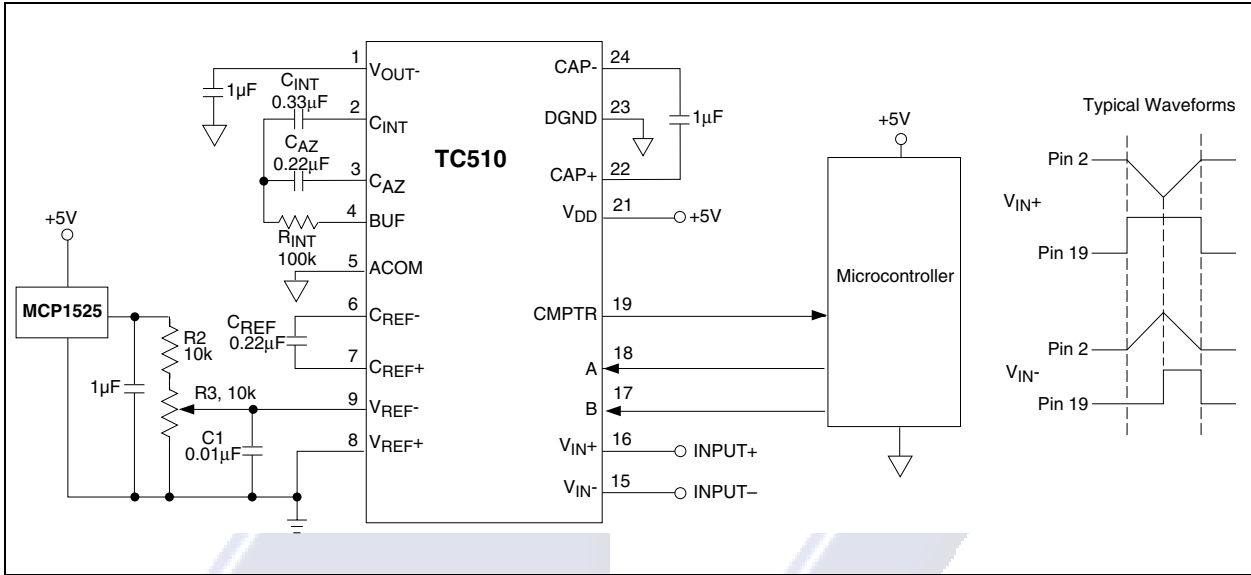 1
VOUT-
1µF
CINT
0.33µF
2
CINT
CAZ
0.22µF
3
CAZ
4
BUF
RINT
100k
5
ACOM
6
CREF-
CREF
0.22µF
7
CREF+
9
VREF-
8
VREF+
+5V
MCP1525
R2
10k
1µF
R3, 10k
C1
0.01µF
TC510
CAP-
24
DGND
23
1µF
CAP+
22
VDD
21
+5V
CMPTR
19
A
18
B
17
VIN+
16
INPUT+
VIN-
15
INPUT–
+5V
Microcontroller
Typical Waveforms
Pin 2
VIN+
Pin 19
Pin 2
VIN-
Pin 19